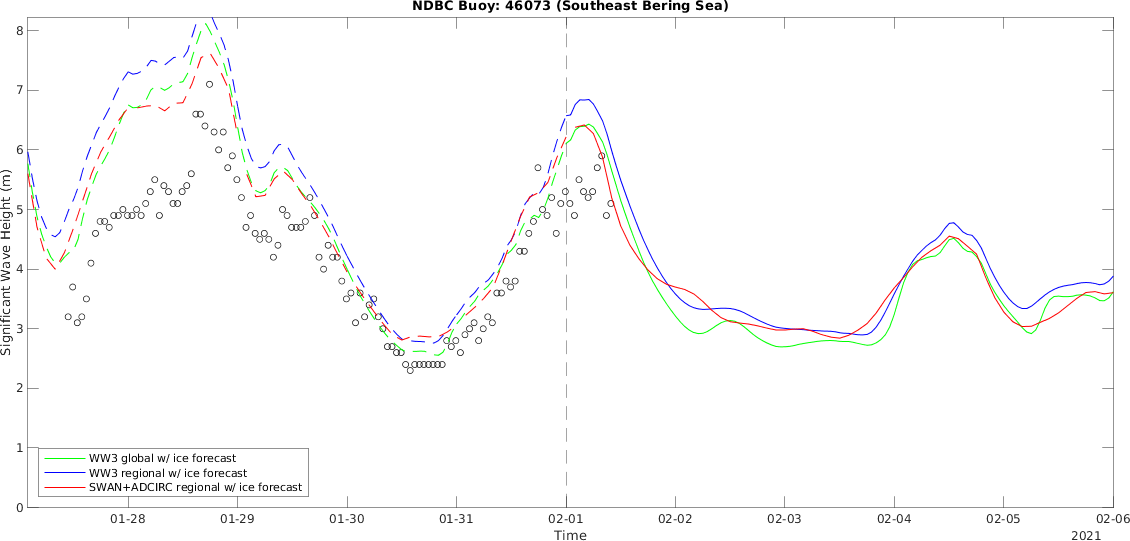 NDBC Buoy: 46073 (Southeast Bering Sea)
Significant Wave Height (m)
8
7
6
5
4
3
2
1
0
WW3 global w/ ice forecast
WW3 regional w/ ice forecast
SWAN+ADCIRC regional w/ ice forecast
01-28 01-29 01-30 01-31 02-01 02-02 02-03 02-04 02-05 02-06
Time
2021